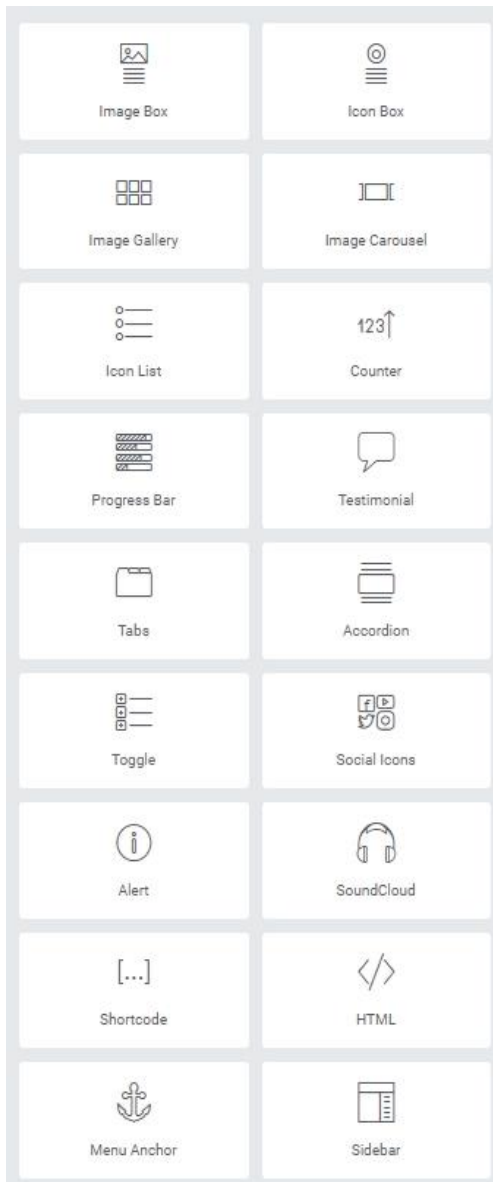 Image Box
Icon Box
Image Gallery
Image Carousel
Icon List
123
Counter
Progress Bar
Testimonial
Tabs
Accordion
Toggle
Social Icons
i
Alert
SoundCloud
[...]
Shortcode
</>
HTML
Menu Anchor
Sidebar